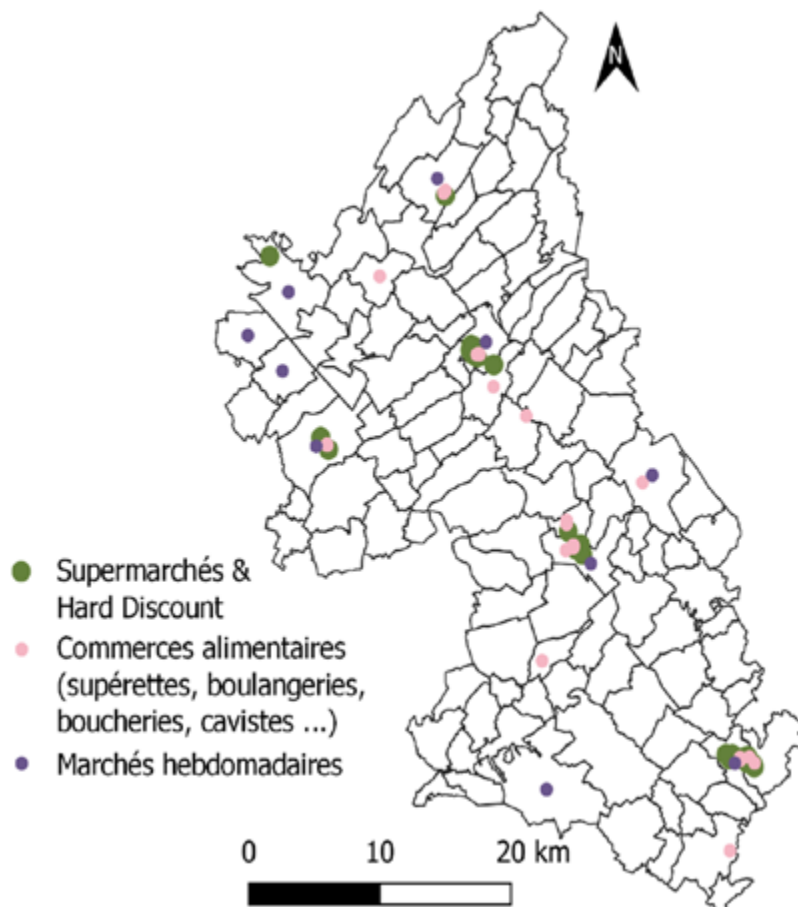 N
Supermarchés &
Hard Discount
Commerces alimentaires
(supérettes, boulangeries,
boucheries, cavistes ...)
Marchés hebdomadaires
0 10 20 km